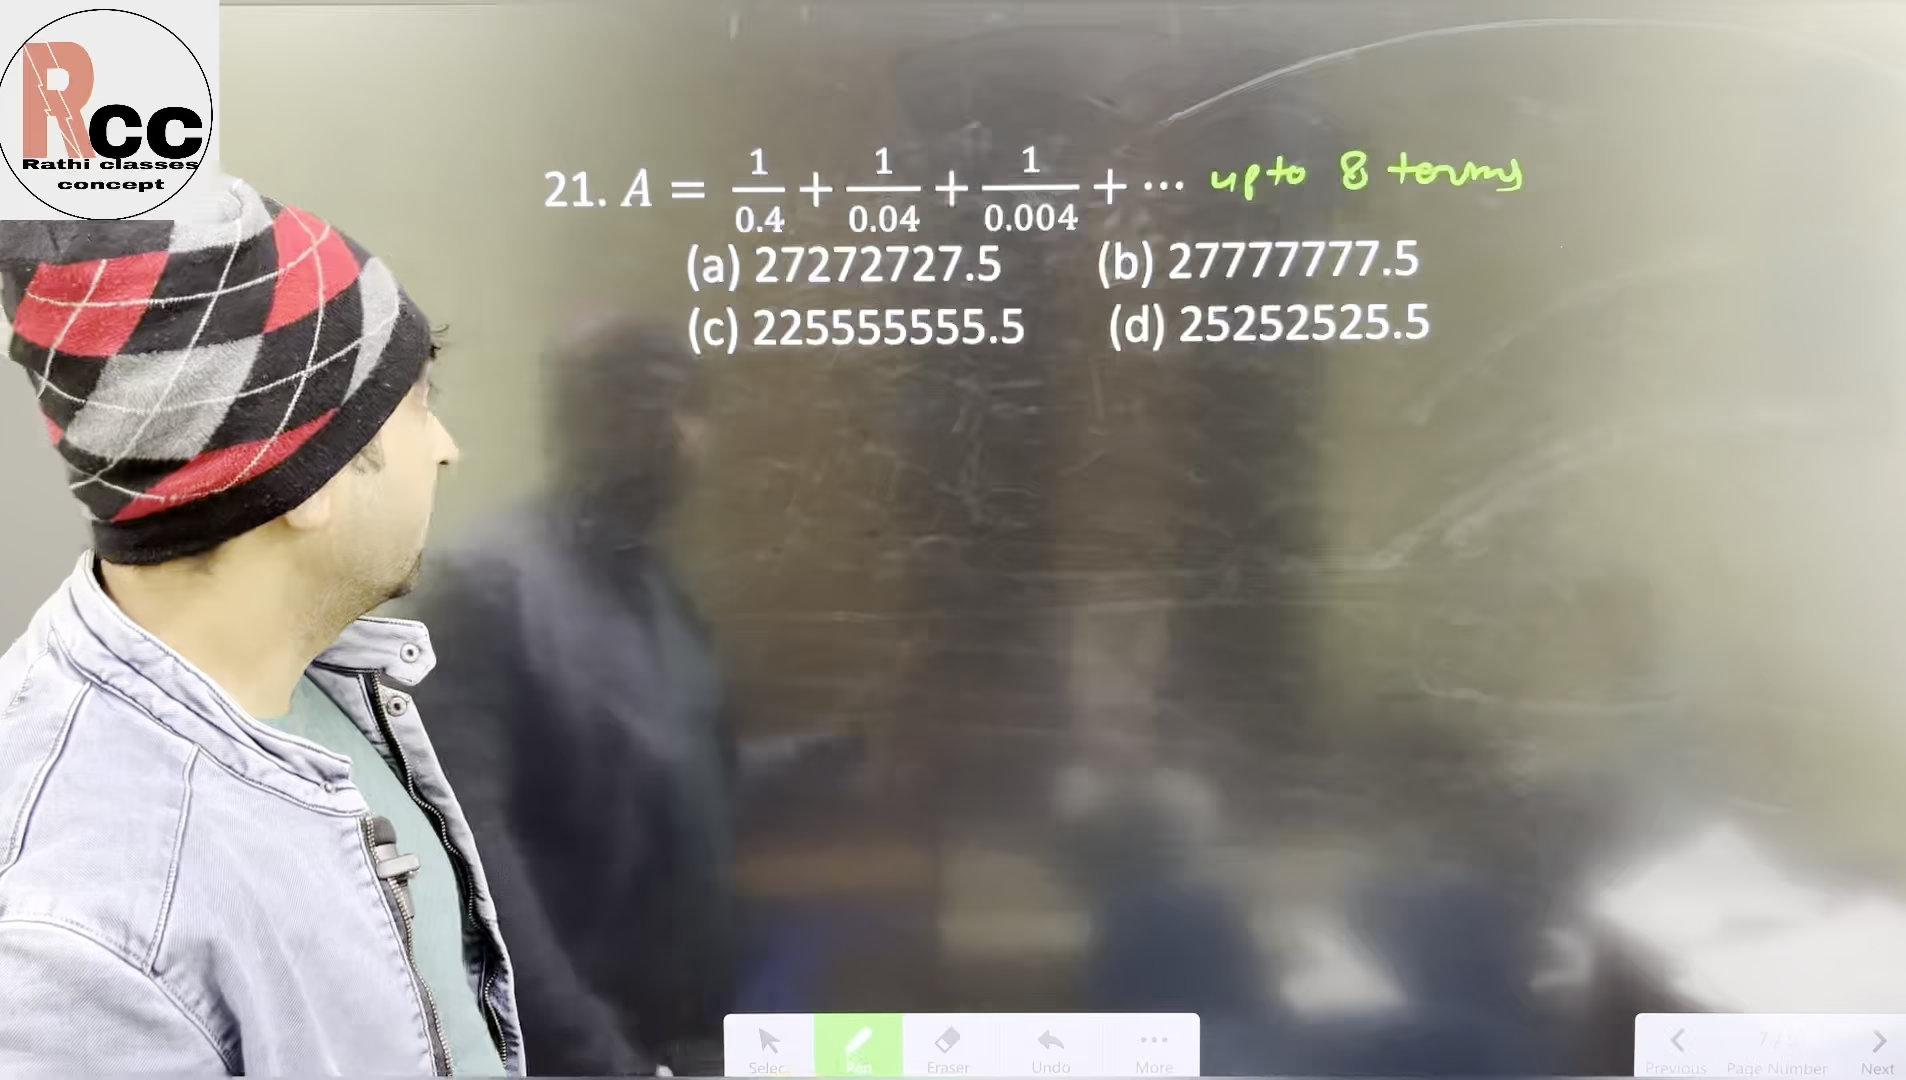 Rcc
Rathi classes
concept
21. A = 1/0.4 + 1/0.04 + 1/0.004 + ⋯ upto 8 terms
(a) 27272727.5 (b) 27777777.5
(c) 225555555.5 (d) 25252525.5
Selec Pen Eraser Undo More
Previous Page Number Next